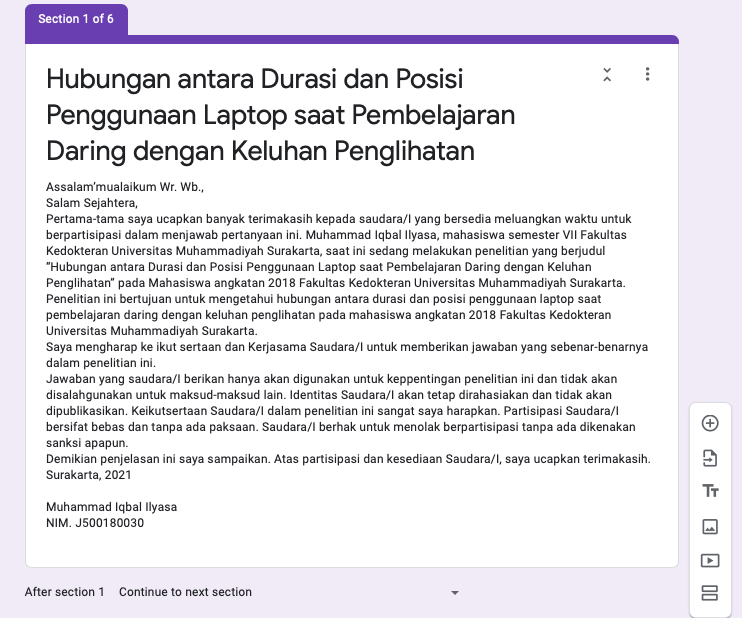 Section 1 of 6
Hubungan antara Durasi dan Posisi
Penggunaan Laptop saat Pembelajaran
Daring dengan Keluhan Penglihatan
Assalam’mualaikum Wr. Wb.,
Salam Sejahtera,
Pertama-tama saya ucapkan banyak terimakasih kepada saudara/I yang bersedia meluangkan waktu untuk
berpartisipasi dalam menjawab pertanyaan ini. Muhammad Iqbal Ilyasa, mahasiswa semester VII Fakultas
Kedokteran Universitas Muhammadiyah Surakarta, saat ini sedang melakukan penelitian yang berjudul
“Hubungan antara Durasi dan Posisi Penggunaan Laptop saat Pembelajaran Daring dengan Keluhan
Penglihatan” pada Mahasiswa angkatan 2018 Fakultas Kedokteran Universitas Muhammadiyah Surakarta.
Penelitian ini bertujuan untuk mengetahui hubungan antara durasi dan posisi penggunaan laptop saat
pembelajaran daring dengan keluhan penglihatan pada mahasiswa angkatan 2018 Fakultas Kedokteran
Universitas Muhammadiyah Surakarta.
Saya mengharap ke ikut sertaan dan Kerjasama Saudara/I untuk memberikan jawaban yang sebenar-benarnya
dalam penelitian ini.
Jawaban yang saudara/I berikan hanya akan digunakan untuk keppentingan penelitian ini dan tidak akan
disalahgunakan untuk maksud-maksud lain. Identitas Saudara/I akan tetap dirahasiakan dan tidak akan
dipublikasikan. Keikutsertaan Saudara/I dalam penelitian ini sangat saya harapkan. Partisipasi Saudara/I
bersifat bebas dan tanpa ada paksaan. Saudara/I berhak untuk menolak berpartisipasi tanpa ada dikenakan
sanksi apapun.
Demikian penjelasan ini saya sampaikan. Atas partisipasi dan kesediaan Saudara/I, saya ucapkan terimakasih.
Surakarta, 2021
Muhammad Iqbal Ilyasa
NIM. J500180030
After section 1 Continue to next section